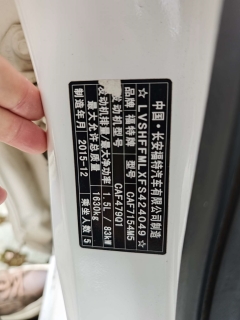 中国·长安福特汽车有限公司制造
☆LVSHFFMLXFS424049☆
品牌 福特牌 型号 CAF7154M5
发动机型号 CAF479Q1
发动机排量/最大净功率 1.5L / 83kW
最大允许总质量 1630kg
制造年月 2015-12 乘坐人数 5